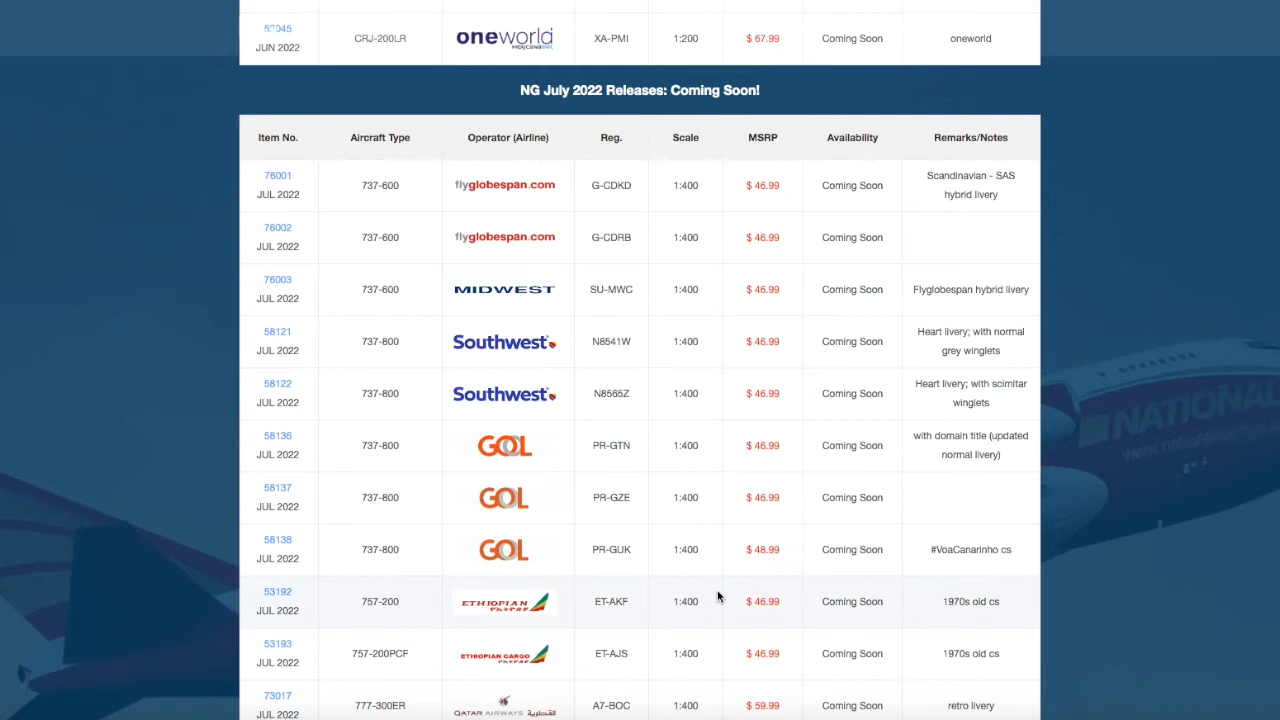 53045
JUN 2022 CRJ-200LR oneworld MexicanaLINK XA-PMI 1:200 $ 67.99 Coming Soon oneworld
NG July 2022 Releases: Coming Soon!
Item No. Aircraft Type Operator (Airline) Reg. Scale MSRP Availability Remarks/Notes
76001
JUL 2022 737-600 flyglobespan.com G-CDKD 1:400 $ 46.99 Coming Soon Scandinavian - SAS
hybrid livery
76002
JUL 2022 737-600 flyglobespan.com G-CDRB 1:400 $ 46.99 Coming Soon
76003
JUL 2022 737-600 MIDWEST SU-MWC 1:400 $ 46.99 Coming Soon Flyglobespan hybrid livery
58121
JUL 2022 737-800 Southwest N8541W 1:400 $ 46.99 Coming Soon Heart livery; with normal
grey winglets
58122
JUL 2022 737-800 Southwest N8565Z 1:400 $ 46.99 Coming Soon Heart livery; with scimitar
winglets
58136
JUL 2022 737-800 GOL PR-GTN 1:400 $ 46.99 Coming Soon with domain title (updated
normal livery)
58137
JUL 2022 737-800 GOL PR-GZE 1:400 $ 46.99 Coming Soon
58138
JUL 2022 737-800 GOL PR-GUK 1:400 $ 48.99 Coming Soon #VoaCanarinho cs
53192
JUL 2022 757-200 ETHIOPIAN ET-AKF 1:400 $ 46.99 Coming Soon 1970s old cs
53193
JUL 2022 757-200PCF ETHIOPIAN CARGO ET-AJS 1:400 $ 46.99 Coming Soon 1970s old cs
73017
JUL 2022 777-300ER QATAR AIRWAYS القطرية A7-BOC 1:400 $ 59.99 Coming Soon retro livery
NATIONAL